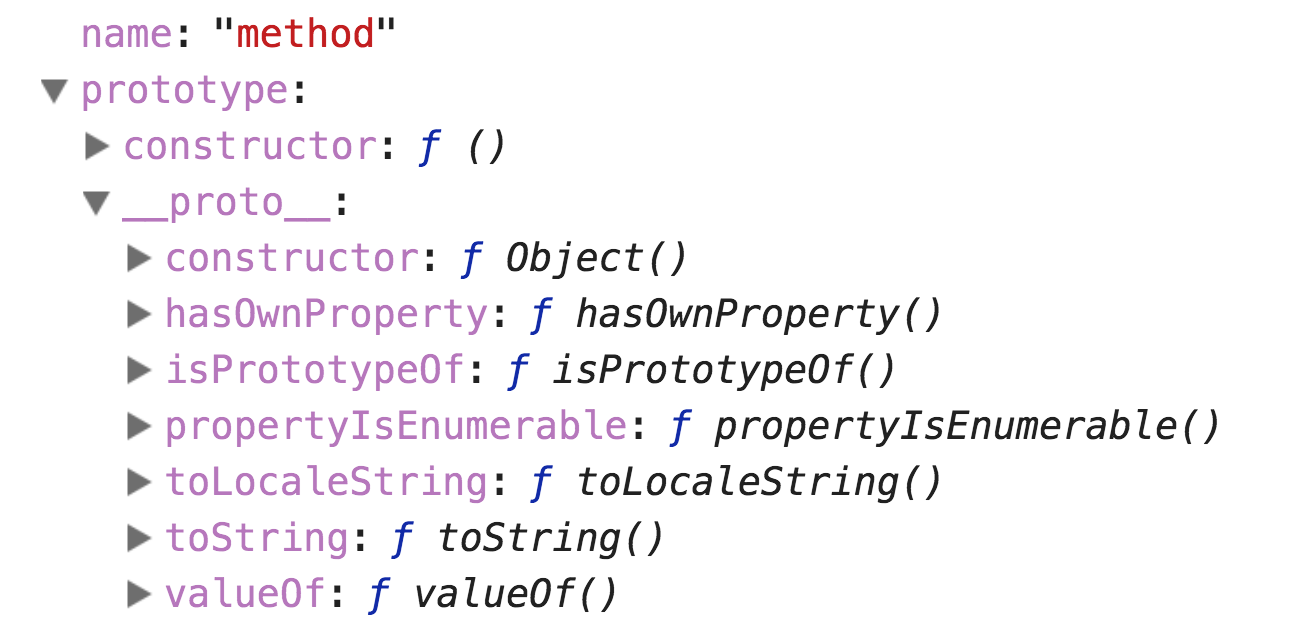 name: "method"
▼ prototype:
▶ constructor: ƒ ()
▼ __proto__:
▶ constructor: ƒ Object()
▶ hasOwnProperty: ƒ hasOwnProperty()
▶ isPrototypeOf: ƒ isPrototypeOf()
▶ propertyIsEnumerable: ƒ propertyIsEnumerable()
▶ toLocaleString: ƒ toLocaleString()
▶ toString: ƒ toString()
▶ valueOf: ƒ valueOf()